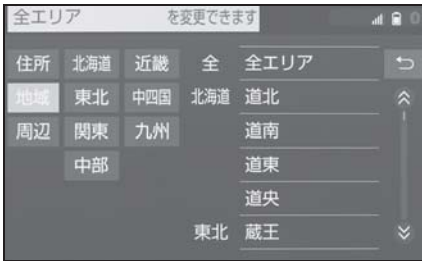 全エリア を変更できます
住所 北海道 近畿 全 全エリア
地域 東北 中四国 北海道 道北
周辺 関東 九州 道南
中部 道東
道央
東北 蔵王